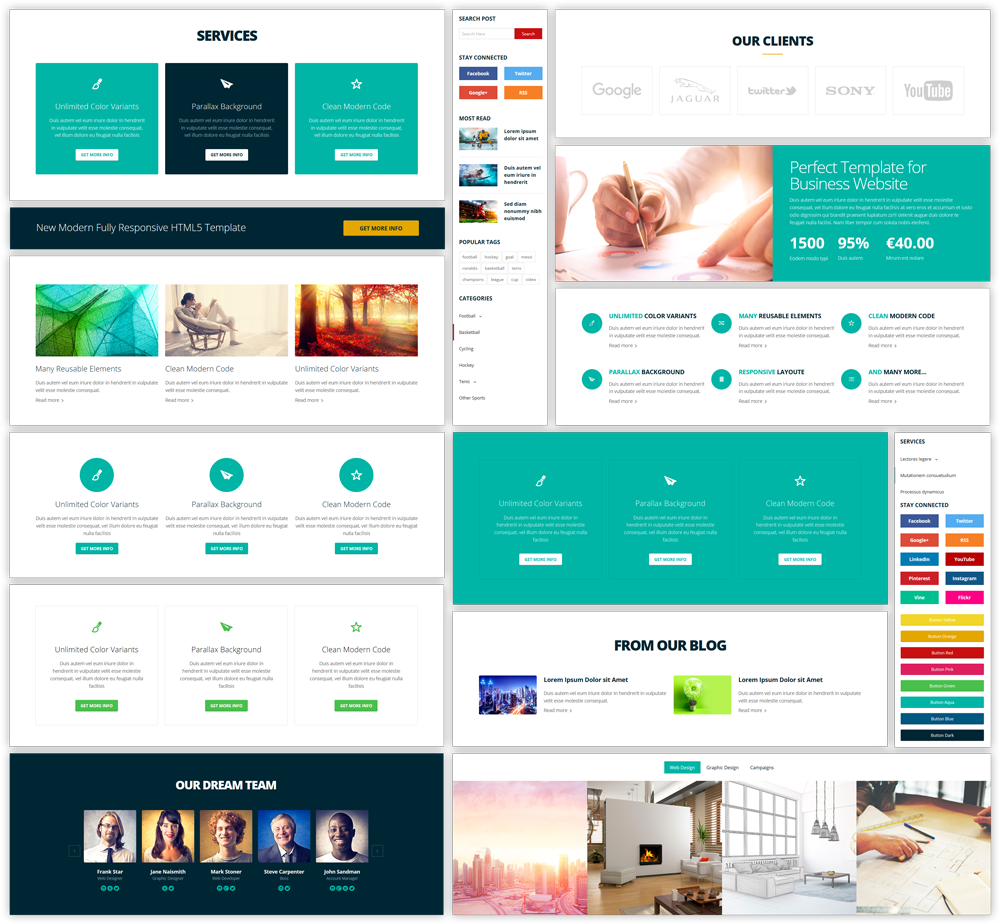 SERVICES
Unlimited Color Variants
Duis autem vel eum iriure dolor in hendrerit
in vulputate velit esse molestie consequat,
vel illum dolore eu feugiat nulla facilisis
GET MORE INFO
Parallax Background
Duis autem vel eum iriure dolor in hendrerit
in vulputate velit esse molestie consequat,
vel illum dolore eu feugiat nulla facilisis
GET MORE INFO
Clean Modern Code
Duis autem vel eum iriure dolor in hendrerit
in vulputate velit esse molestie consequat,
vel illum dolore eu feugiat nulla facilisis
GET MORE INFO
New Modern Fully Responsive HTML5 Template
GET MORE INFO
Many Reusable Elements
Duis autem vel eum iriure dolor in hendrerit in vulputate
velit esse molestie consequat.
Read more >
Clean Modern Code
Duis autem vel eum iriure dolor in hendrerit in vulputate
velit esse molestie consequat.
Read more >
Unlimited Color Variants
Duis autem vel eum iriure dolor in hendrerit in vulputate
velit esse molestie consequat.
Read more >
SEARCH POST
Search Here
Search
STAY CONNECTED
Facebook
Twitter
Google+
RSS
MOST READ
Lorem ipsum
dolor sit amet
Duis autem vel
eum iriure in
hendrerit
Sed diam
nonummy nibh
euismod
POPULAR TAGS
football hockey goal messi
ronaldo basketball tenis
champions league cup video
CATEGORIES
Football
Basketball
Cycling
Hockey
Tenis
Other Sports
OUR CLIENTS
Google
JAGUAR
twitter
SONY
YouTube
Perfect Template for
Business Website
Duis autem vel eum iriure dolor in hendrerit in vulputate velit esse molestie
consequat, vel illum dolore eu feugiat nulla facilisis at vero eros et accumsan et iusto
odio dignissim qui blandit praesent luptatum zzril delenit augue duis dolore te
feugait nulla facilisi. Nam liber tempor cum soluta nobis eleifend.
1500
Eodem modo typi
95%
Duis autem
€40.00
Mirum est notare
UNLIMITED COLOR VARIANTS
Duis autem vel eum iriure dolor in hendrerit
in vulputate velit esse molestie consequat.
Read more >
MANY REUSABLE ELEMENTS
Duis autem vel eum iriure dolor in hendrerit
in vulputate velit esse molestie consequat.
Read more >
CLEAN MODERN CODE
Duis autem vel eum iriure dolor in hendrerit
in vulputate velit esse molestie consequat.
Read more >
PARALLAX BACKGROUND
Duis autem vel eum iriure dolor in hendrerit
in vulputate velit esse molestie consequat.
Read more >
RESPONSIVE LAYOUTE
Duis autem vel eum iriure dolor in hendrerit
in vulputate velit esse molestie consequat.
Read more >
AND MANY MORE...
Duis autem vel eum iriure dolor in hendrerit
in vulputate velit esse molestie consequat.
Read more >
Unlimited Color Variants
Duis autem vel eum iriure dolor in hendrerit in vulputate
velit esse molestie consequat, vel illum dolore eu feugiat
nulla facilisis
GET MORE INFO
Parallax Background
Duis autem vel eum iriure dolor in hendrerit in vulputate
velit esse molestie consequat, vel illum dolore eu feugiat
nulla facilisis
GET MORE INFO
Clean Modern Code
Duis autem vel eum iriure dolor in hendrerit in vulputate
velit esse molestie consequat, vel illum dolore eu feugiat
nulla facilisis
GET MORE INFO
Unlimited Color Variants
Duis autem vel eum iriure dolor in
hendrerit in vulputate velit esse molestie
consequat, vel illum dolore eu feugiat nulla
facilisis
GET MORE INFO
Parallax Background
Duis autem vel eum iriure dolor in
hendrerit in vulputate velit esse molestie
consequat, vel illum dolore eu feugiat nulla
facilisis
GET MORE INFO
Clean Modern Code
Duis autem vel eum iriure dolor in
hendrerit in vulputate velit esse molestie
consequat, vel illum dolore eu feugiat nulla
facilisis
GET MORE INFO
OUR DREAM TEAM
Frank Star
Web Designer
Jane Naismith
Graphic Designer
Mark Stoner
Web Developer
Steve Carpenter
Boss
John Sandman
Account Manager
Unlimited Color Variants
Duis autem vel eum iriure dolor in
hendrerit in vulputate velit esse molestie
consequat, vel illum dolore eu feugiat nulla
facilisis
GET MORE INFO
Parallax Background
Duis autem vel eum iriure dolor in
hendrerit in vulputate velit esse molestie
consequat, vel illum dolore eu feugiat nulla
facilisis
GET MORE INFO
Clean Modern Code
Duis autem vel eum iriure dolor in
hendrerit in vulputate velit esse molestie
consequat, vel illum dolore eu feugiat nulla
facilisis
GET MORE INFO
FROM OUR BLOG
Lorem Ipsum Dolor sit Amet
Duis autem vel eum iriure dolor in hendrerit in vulputate
velit esse molestie consequat.
Read more >
Lorem Ipsum Dolor sit Amet
Duis autem vel eum iriure dolor in hendrerit in vulputate
velit esse molestie consequat.
Read more >
SERVICES
Lectores legere
Mutationem consuetudium
Processus dynamicus
STAY CONNECTED
Facebook
Twitter
Google+
RSS
Linkedin
YouTube
Pinterest
Instagram
Vine
Flickr
Button Yellow
Button Orange
Button Red
Button Pink
Button Green
Button Aqua
Button Blue
Button Dark
Web Design
Graphic Design
Campaigns